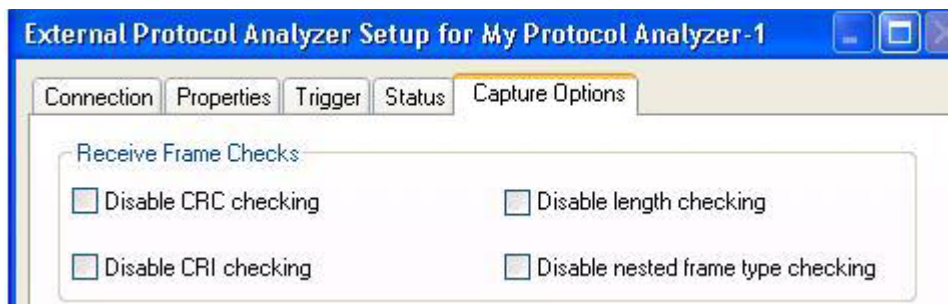 External Protocol Analyzer Setup for My Protocol Analyzer-1
Connection Properties Trigger Status Capture Options
Receive Frame Checks
Disable CRC checking Disable length checking
Disable CRI checking Disable nested frame type checking